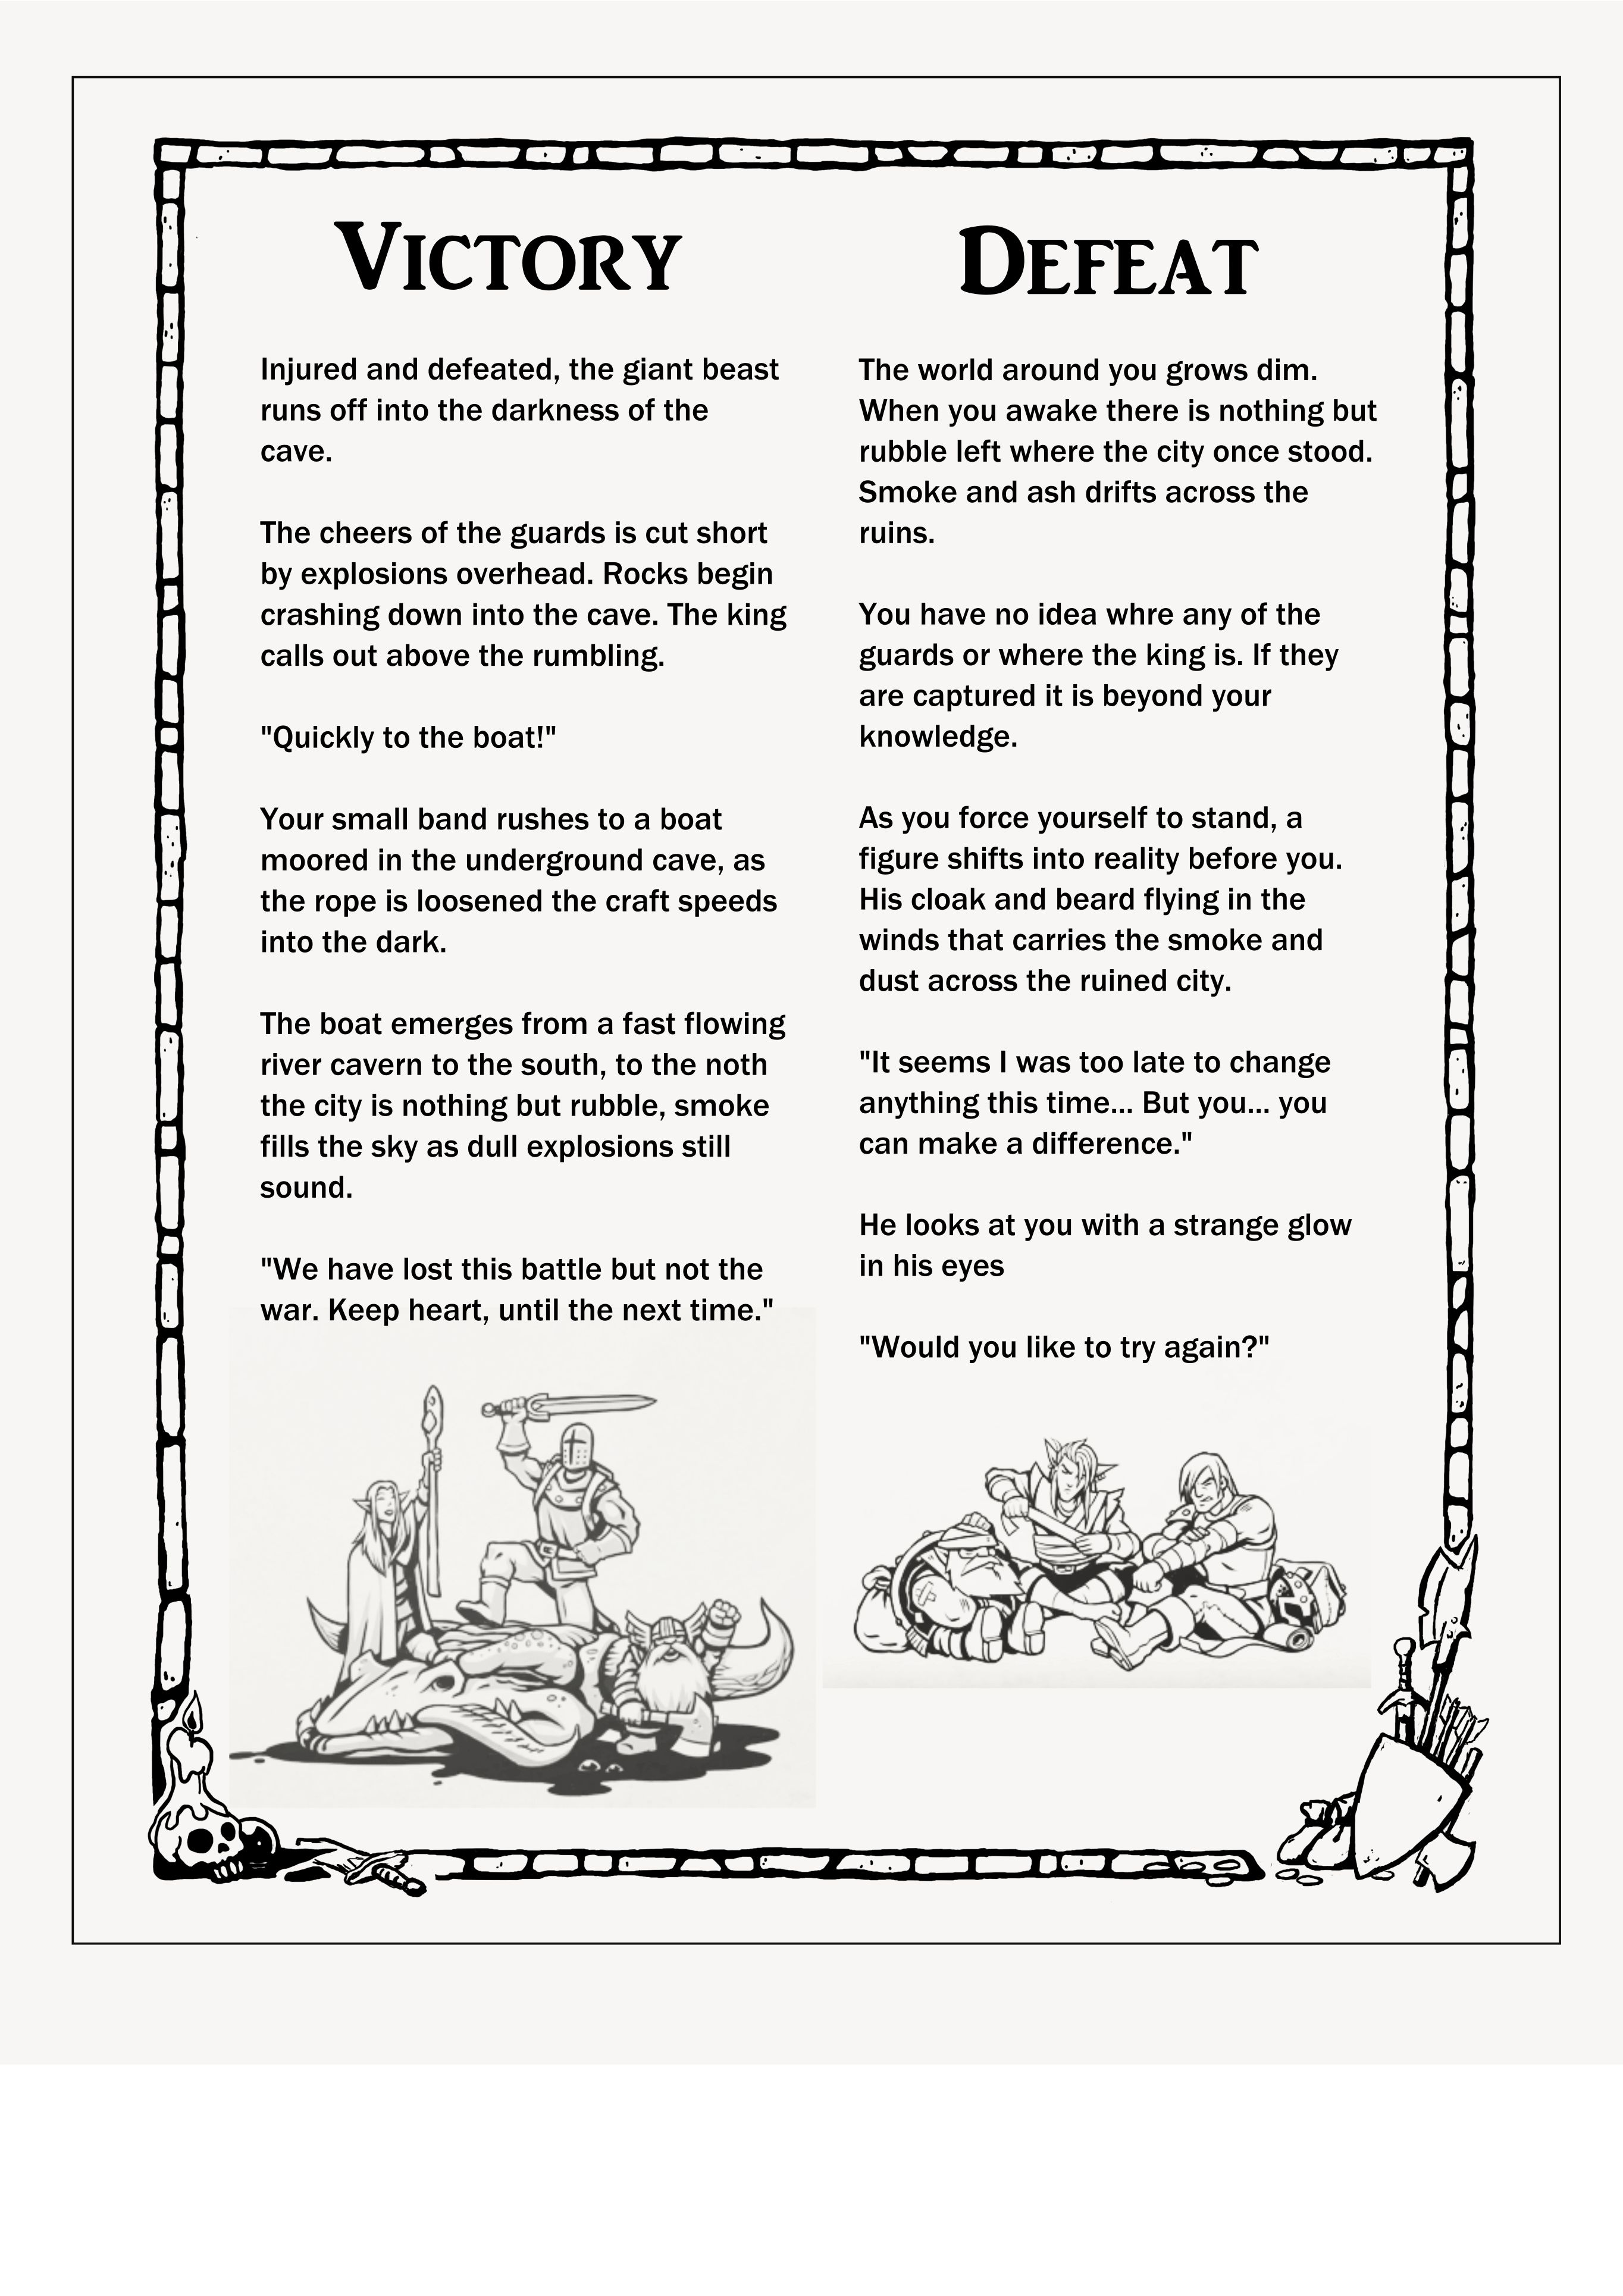 VICTORY
Injured and defeated, the giant beast
runs off into the darkness of the
cave.
The cheers of the guards is cut short
by explosions overhead. Rocks begin
crashing down into the cave. The king
calls out above the rumbling.
"Quickly to the boat!"
Your small band rushes to a boat
moored in the underground cave, as
the rope is loosened the craft speeds
into the dark.
The boat emerges from a fast flowing
river cavern to the south, to the noth
the city is nothing but rubble, smoke
fills the sky as dull explosions still
sound.
"We have lost this battle but not the
war. Keep heart, until the next time."
DEFEAT
The world around you grows dim.
When you awake there is nothing but
rubble left where the city once stood.
Smoke and ash drifts across the
ruins.
You have no idea whre any of the
guards or where the king is. If they
are captured it is beyond your
knowledge.
As you force yourself to stand, a
figure shifts into reality before you.
His cloak and beard flying in the
winds that carries the smoke and
dust across the ruined city.
"It seems I was too late to change
anything this time... But you... you
can make a difference."
He looks at you with a strange glow
in his eyes
"Would you like to try again?"